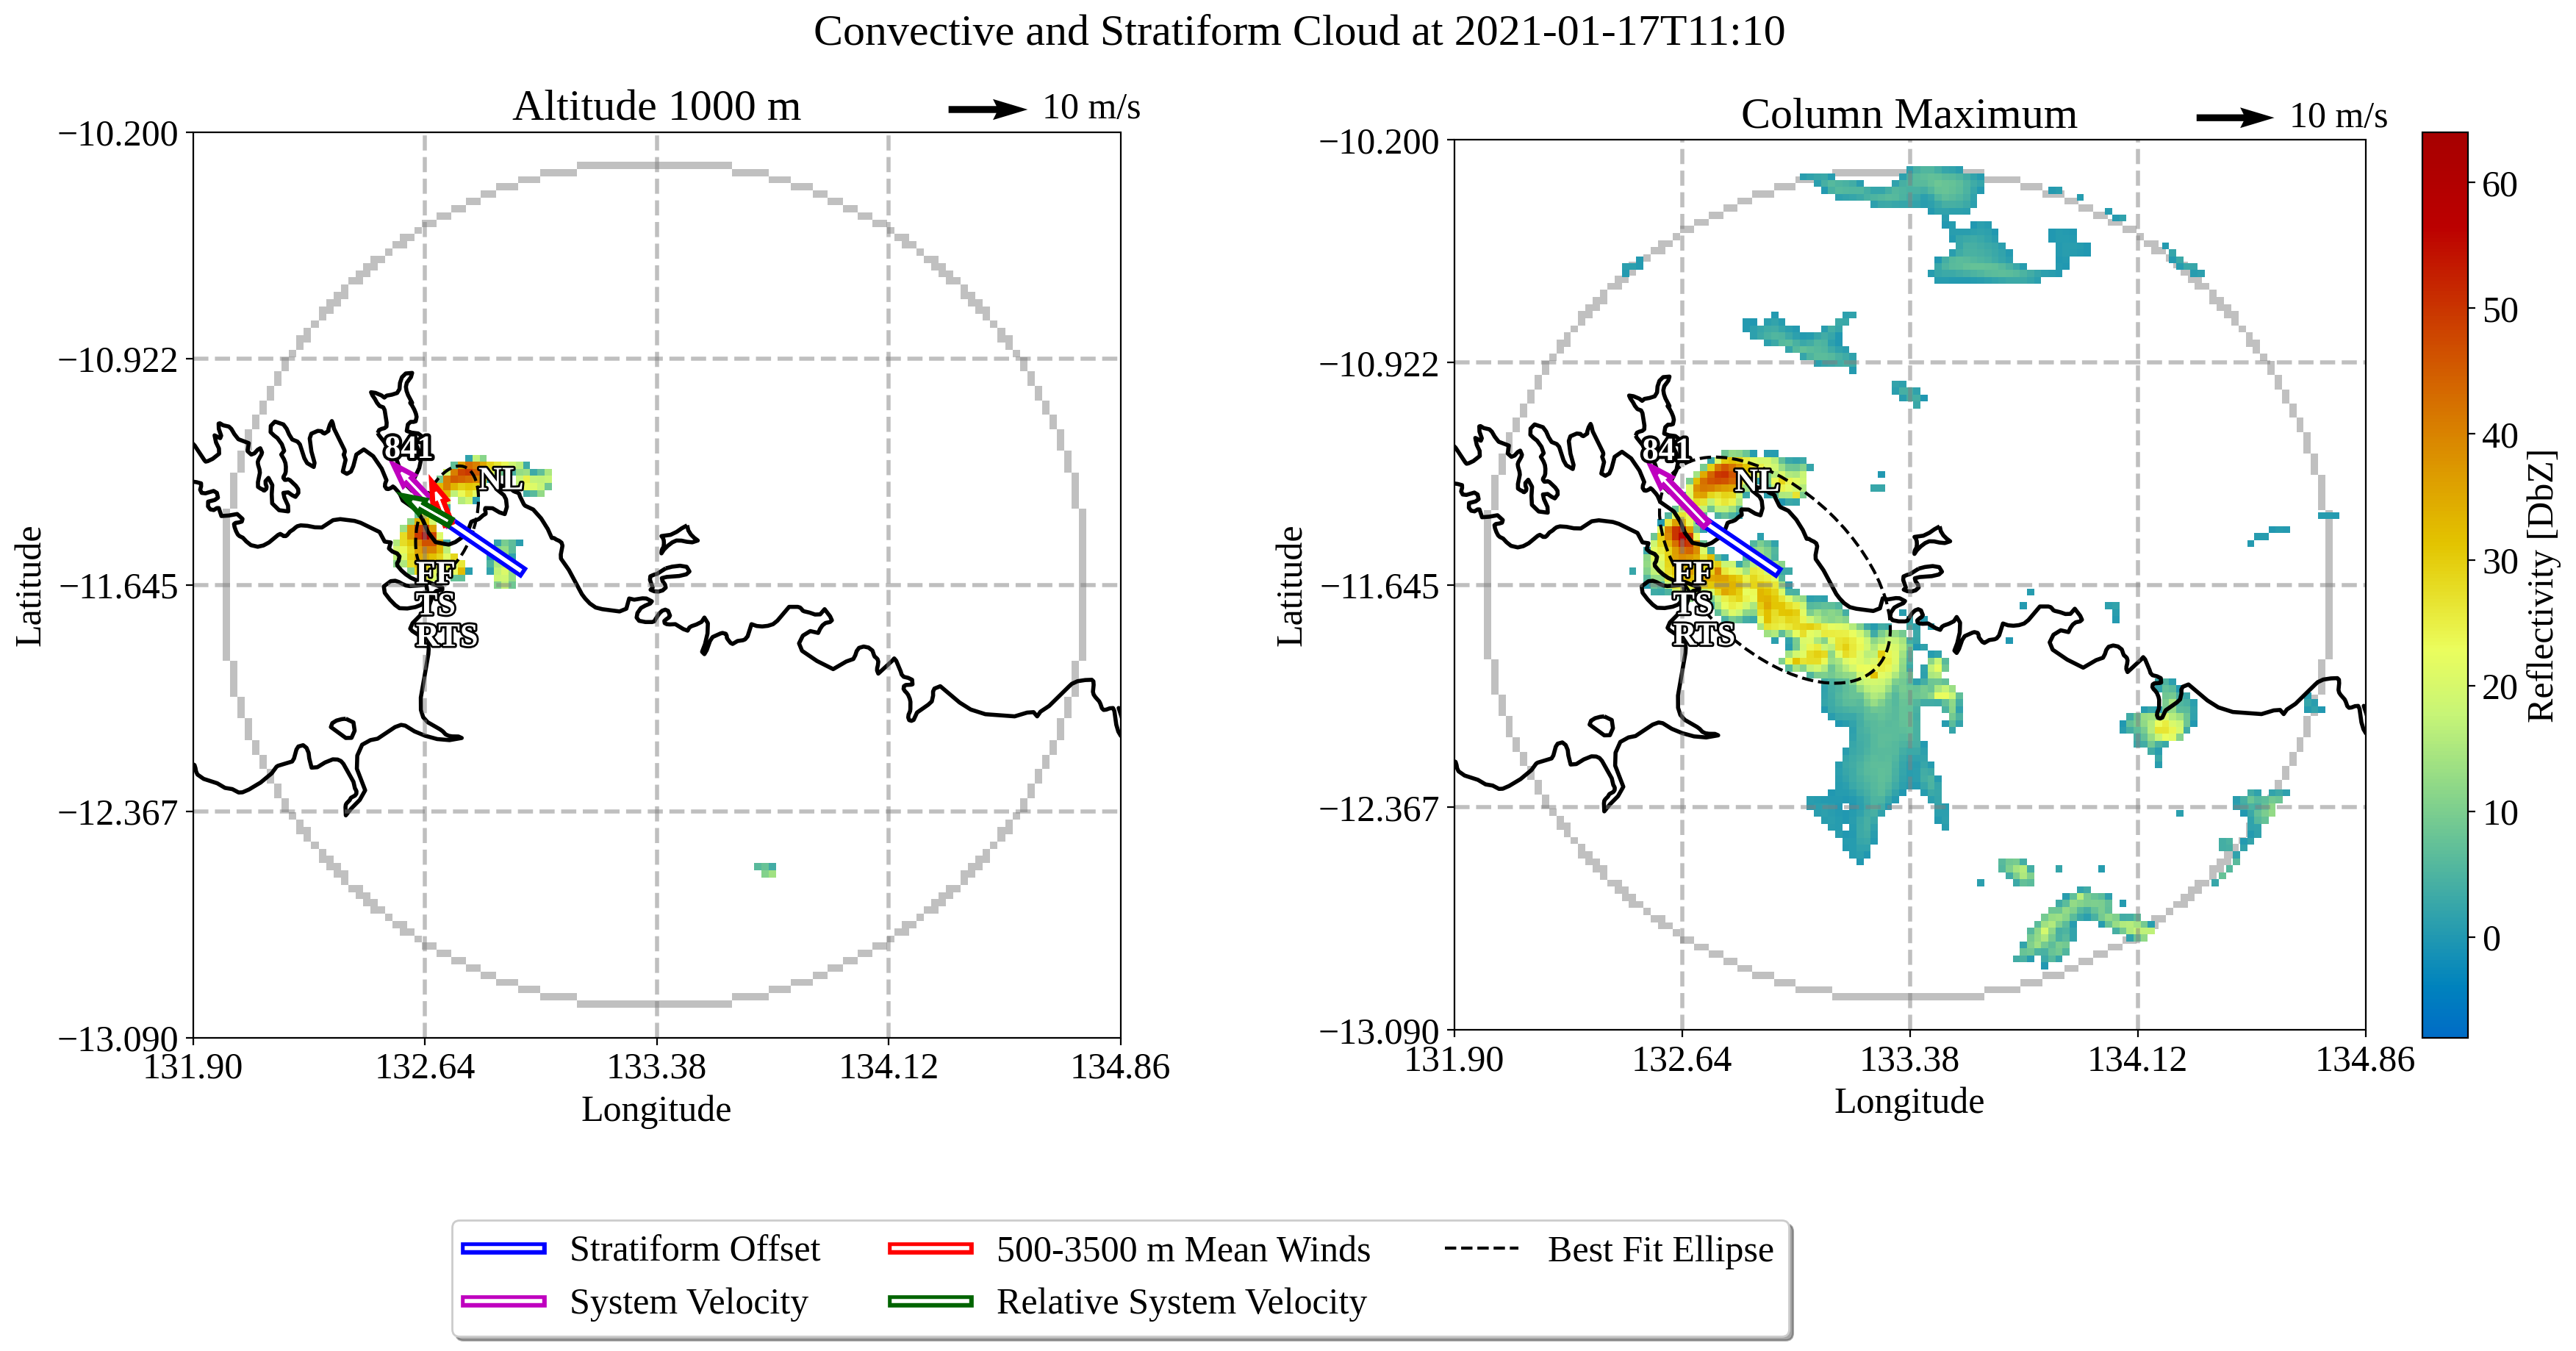 Convective and Stratiform Cloud at 2021-01-17T11:10
Altitude 1000 m
10 m/s
−10.200
−10.922
−11.645
−12.367
−13.090
131.90
132.64
133.38
134.12
134.86
Latitude
Longitude
841
NL
FF
TS
RTS
Column Maximum
10 m/s
−10.200
−10.922
−11.645
−12.367
−13.090
131.90
132.64
133.38
134.12
134.86
Latitude
Longitude
841
NL
FF
TS
RTS
60
50
40
30
20
10
0
Reflectivity [DbZ]
Stratiform Offset
System Velocity
500-3500 m Mean Winds
Relative System Velocity
Best Fit Ellipse